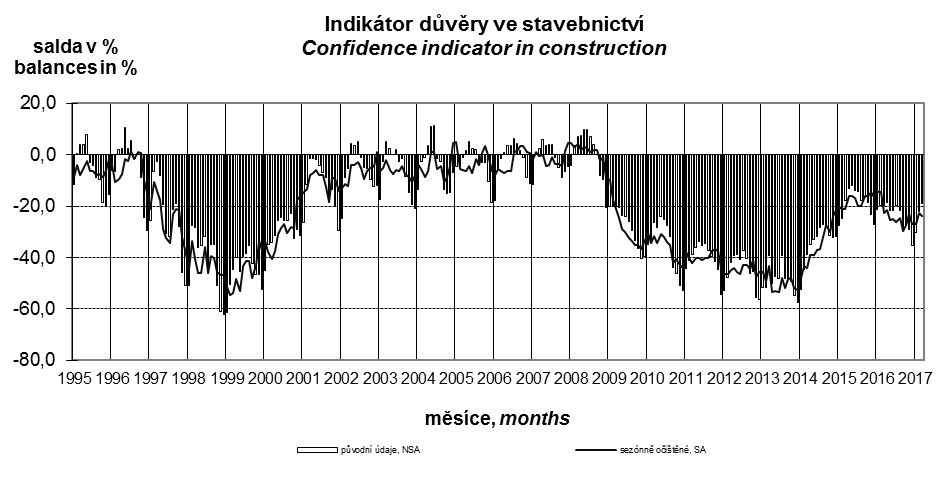 Indikátor důvěry ve stavebnictví
Confidence indicator in construction
salda v %
balances in %
20,0
0,0
-20,0
-40,0
-60,0
-80,0
1995 1996 1997 1998 1999 2000 2001 2002 2003 2004 2005 2006 2007 2008 2009 2010 2011 2012 2013 2014 2015 2016 2017
měsíce, months
původní údaje, NSA
sezónně očištěné, SA